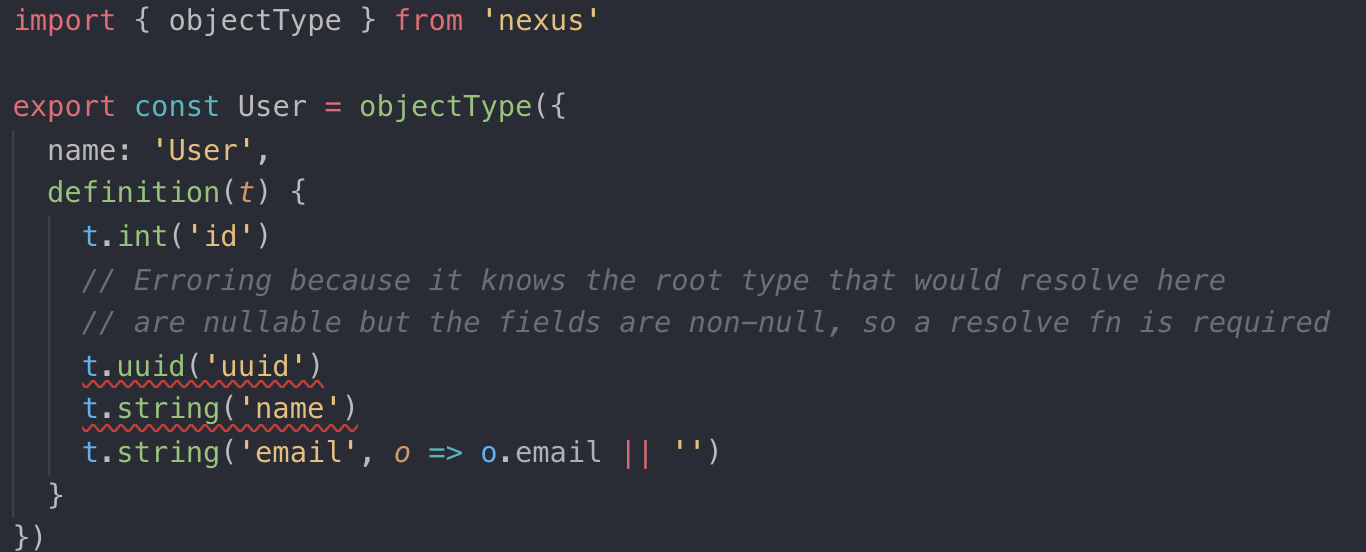 import { objectType } from 'nexus'

export const User = objectType({
  name: 'User',
  definition(t) {
    t.int('id')
    // Erroring because it knows the root type that would resolve here
    // are nullable but the fields are non-null, so a resolve fn is required
    t.uuid('uuid')
    t.string('name')
    t.string('email', o => o.email || '')
  }
})